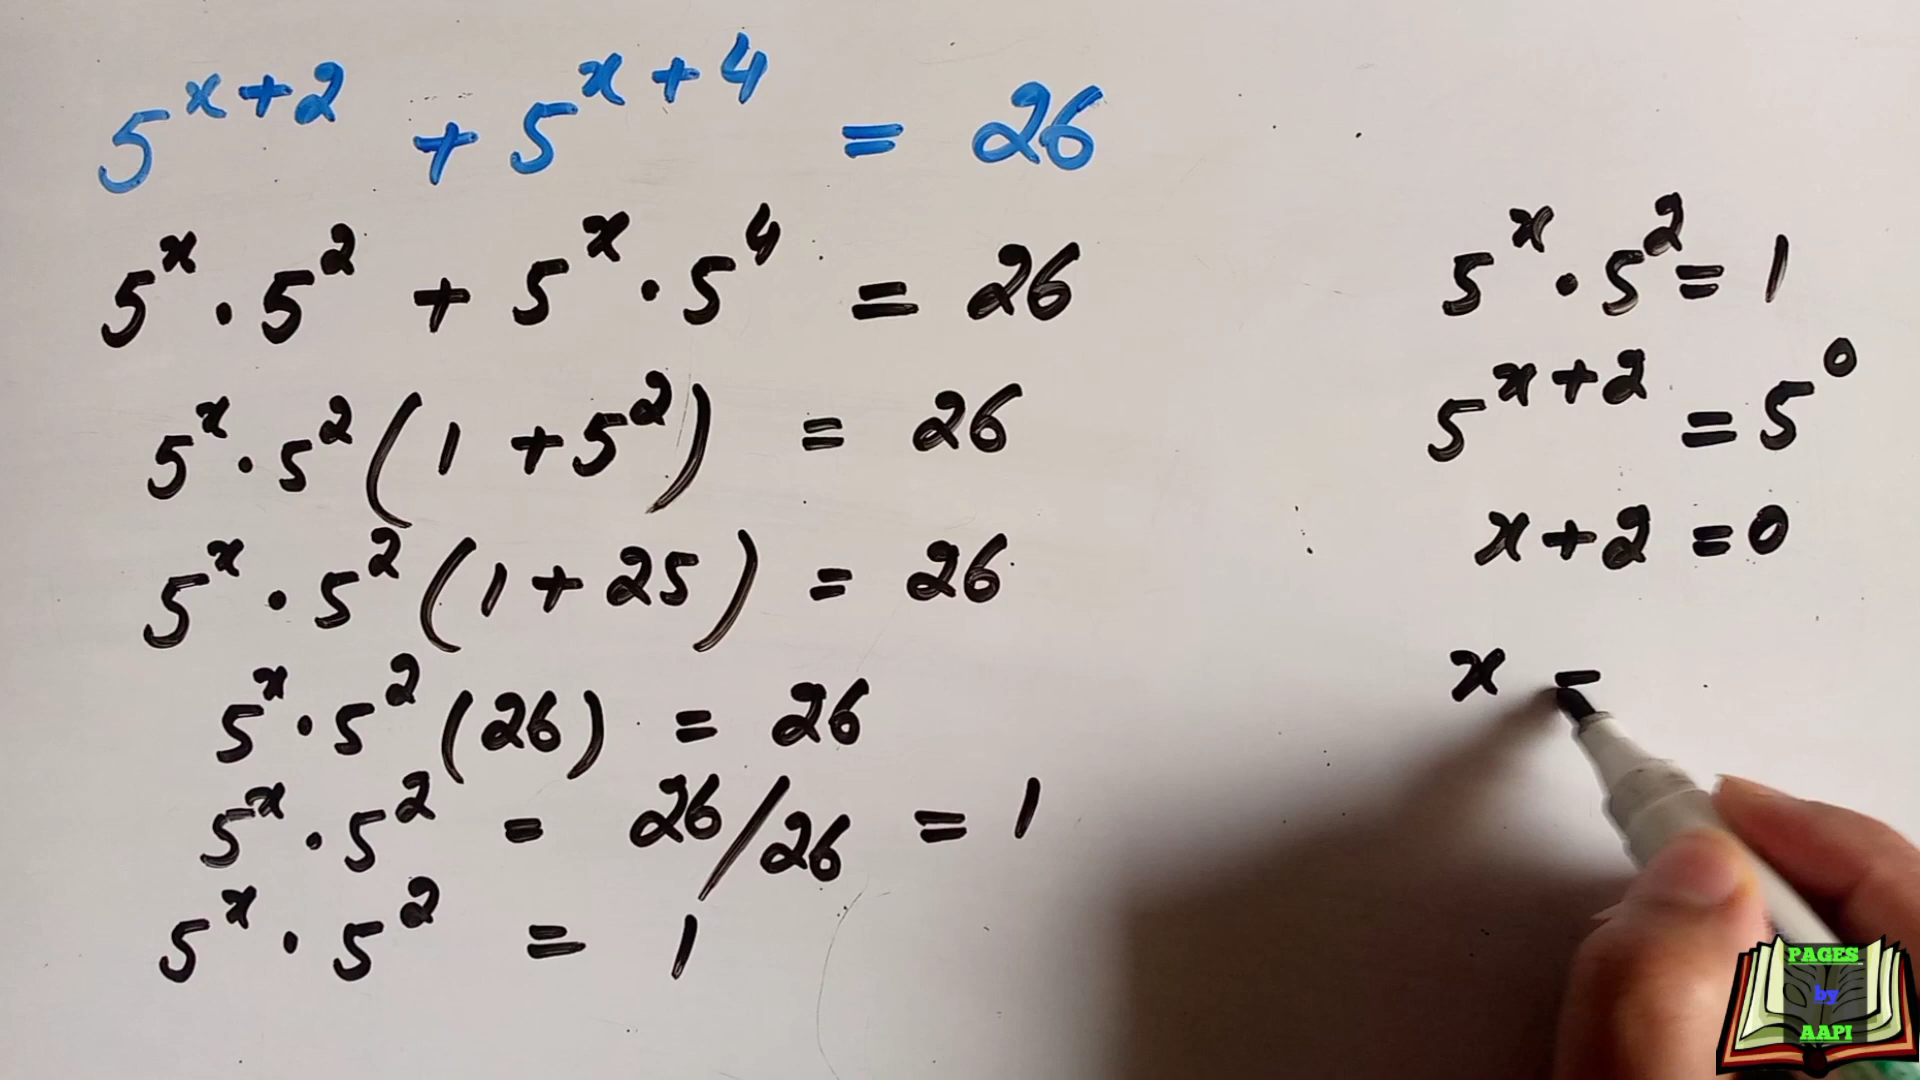 5^{x+2} + 5^{x+4} = 26
5^x · 5^2 + 5^x · 5^4 = 26
5^x · 5^2 (1 + 5^2) = 26
5^x · 5^2 (1 + 25) = 26
5^x · 5^2 (26) = 26
5^x · 5^2 = 26/26 = 1
5^x · 5^2 = 1
5^x · 5^2 = 1
5^{x+2} = 5^0
x + 2 = 0
x =
PAGES
by
AAPI